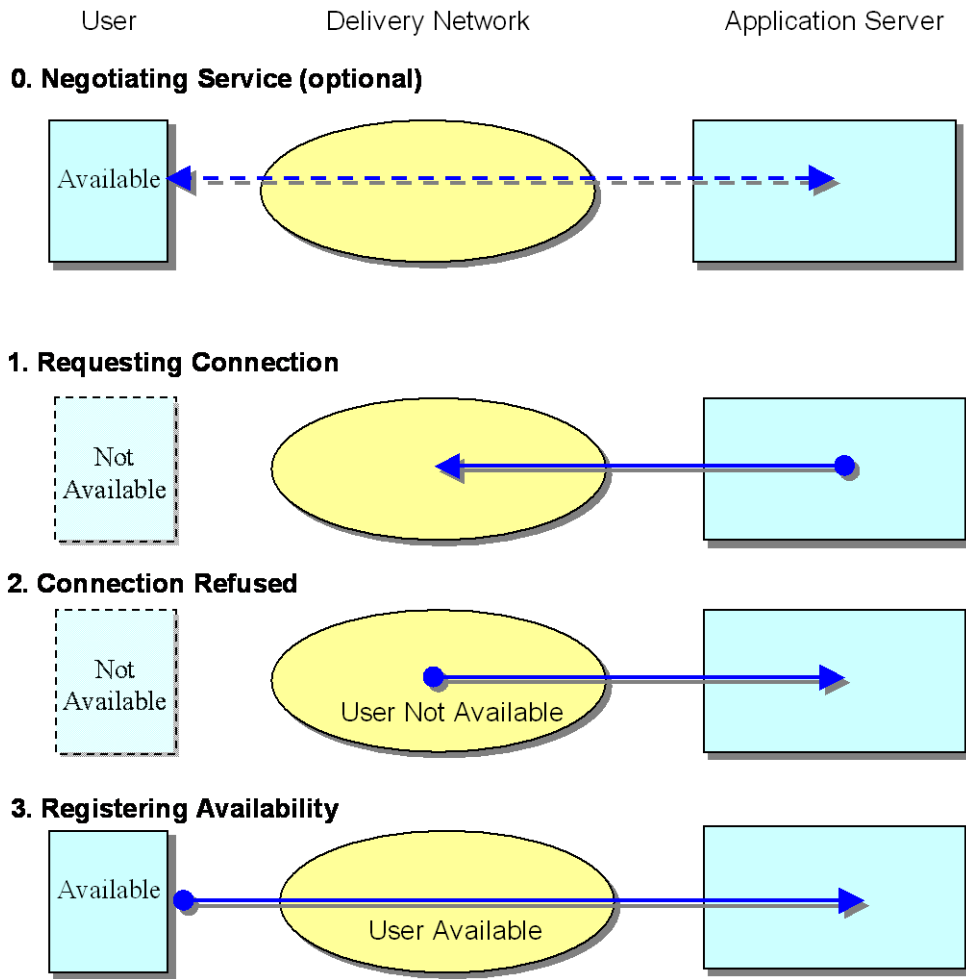 User Delivery Network Application Server
0. Negotiating Service (optional)
Available
1. Requesting Connection
Not
Available
2. Connection Refused
Not
Available
User Not Available
3. Registering Availability
Available
User Available